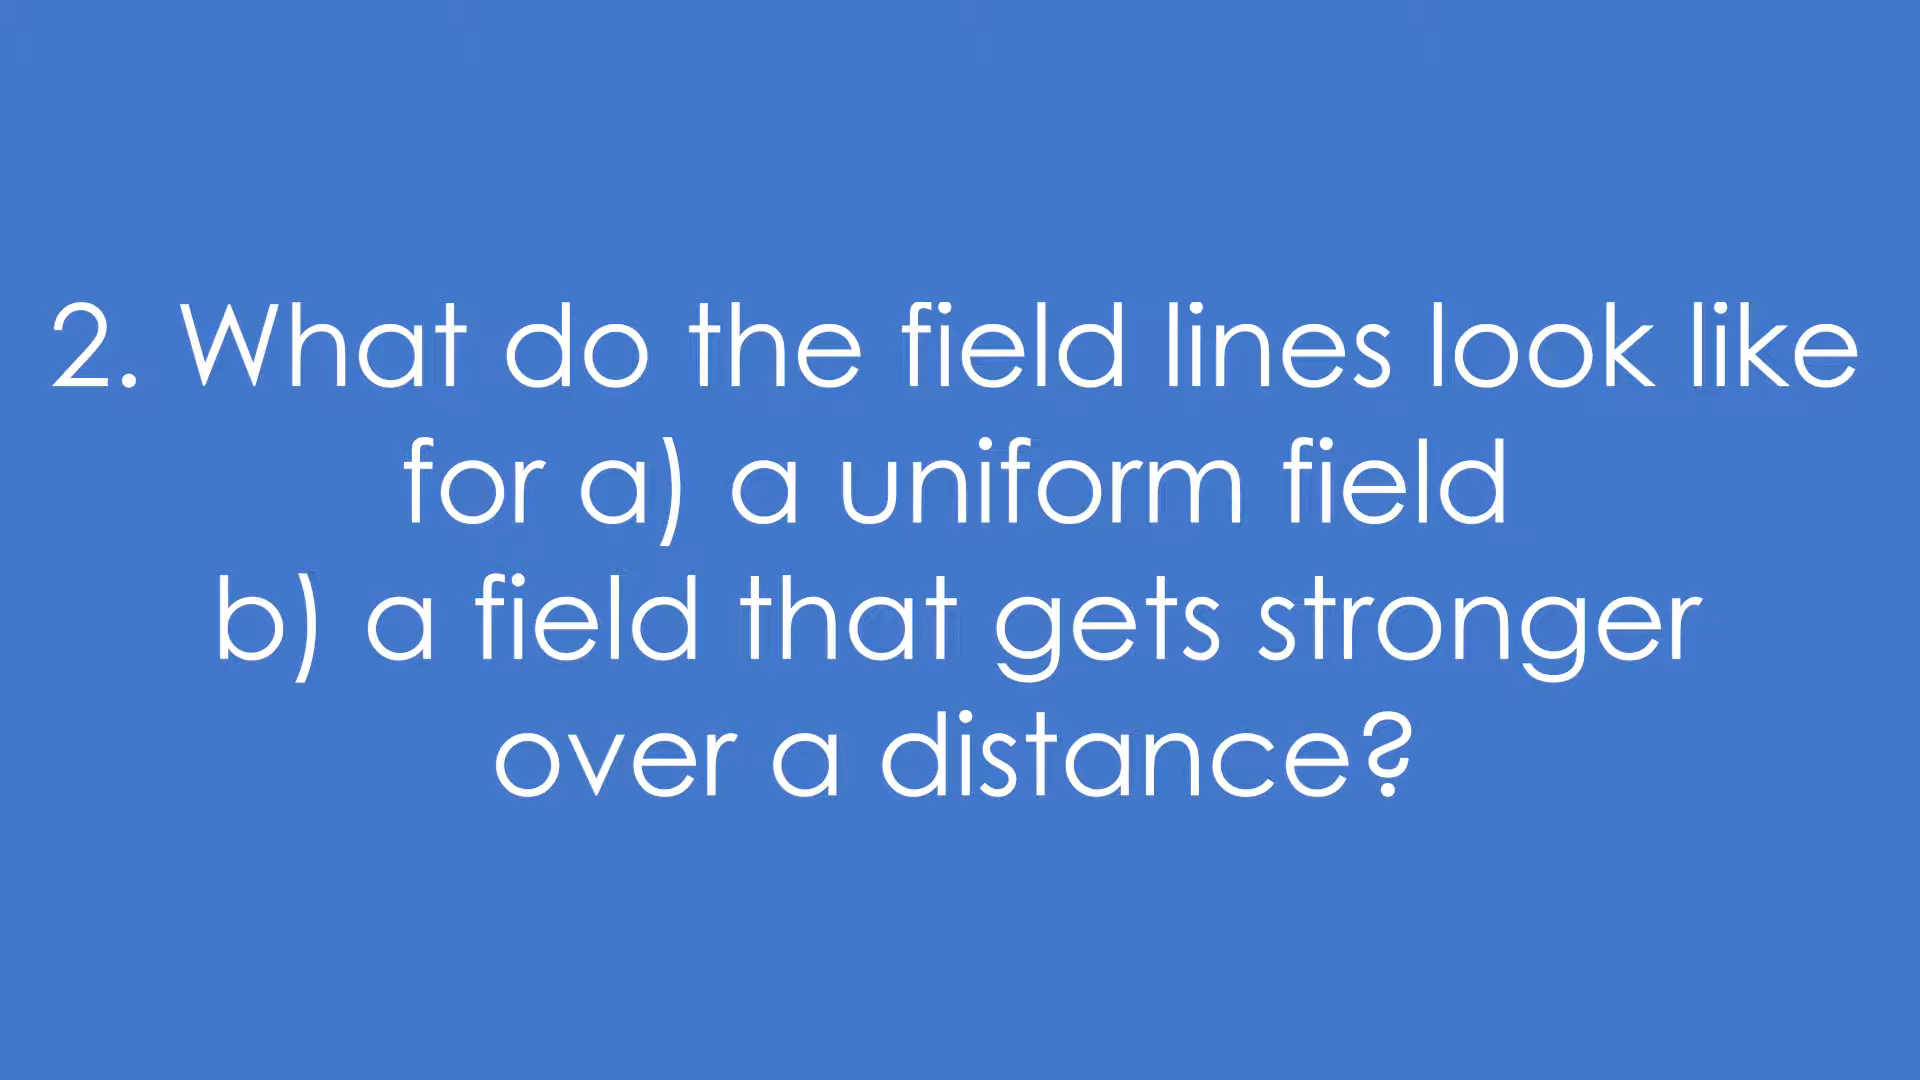 2. What do the field lines look like
for a) a uniform field
b) a field that gets stronger
over a distance?